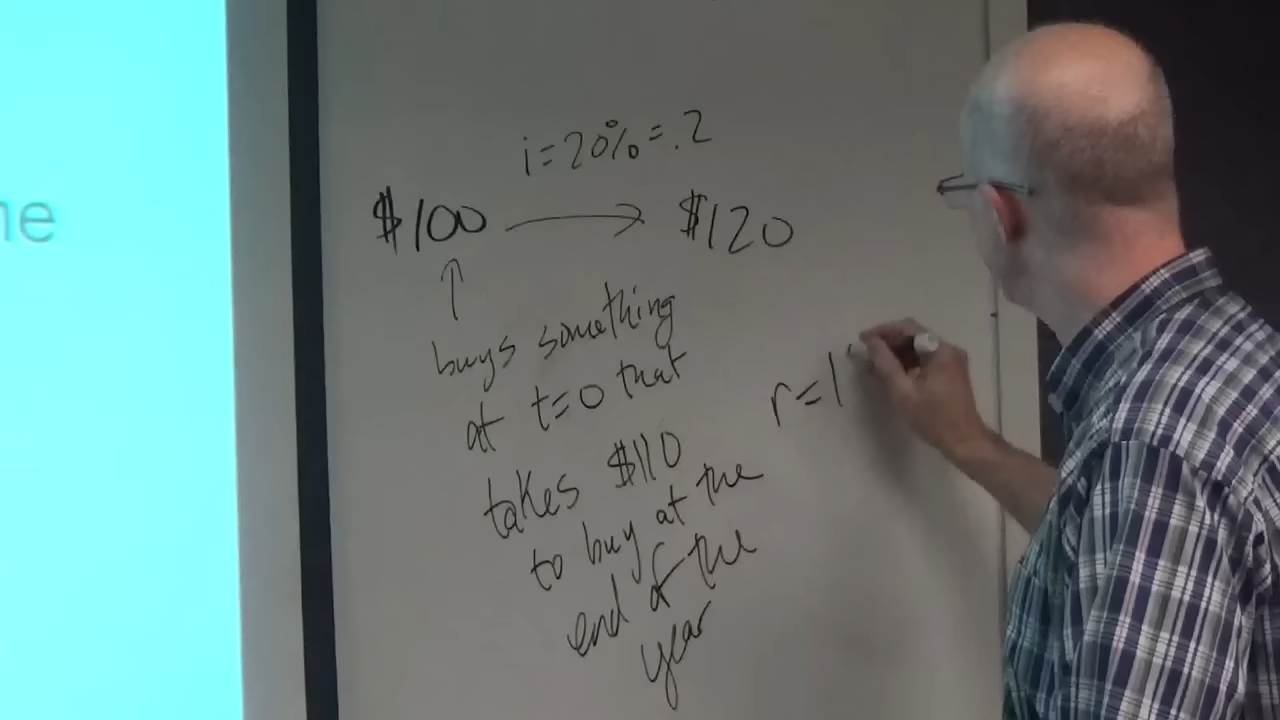 ne
i=20%=.2
$100 → $120
↑
buys something
at t=0 that
takes $110
to buy at the
end of the
year
r=1